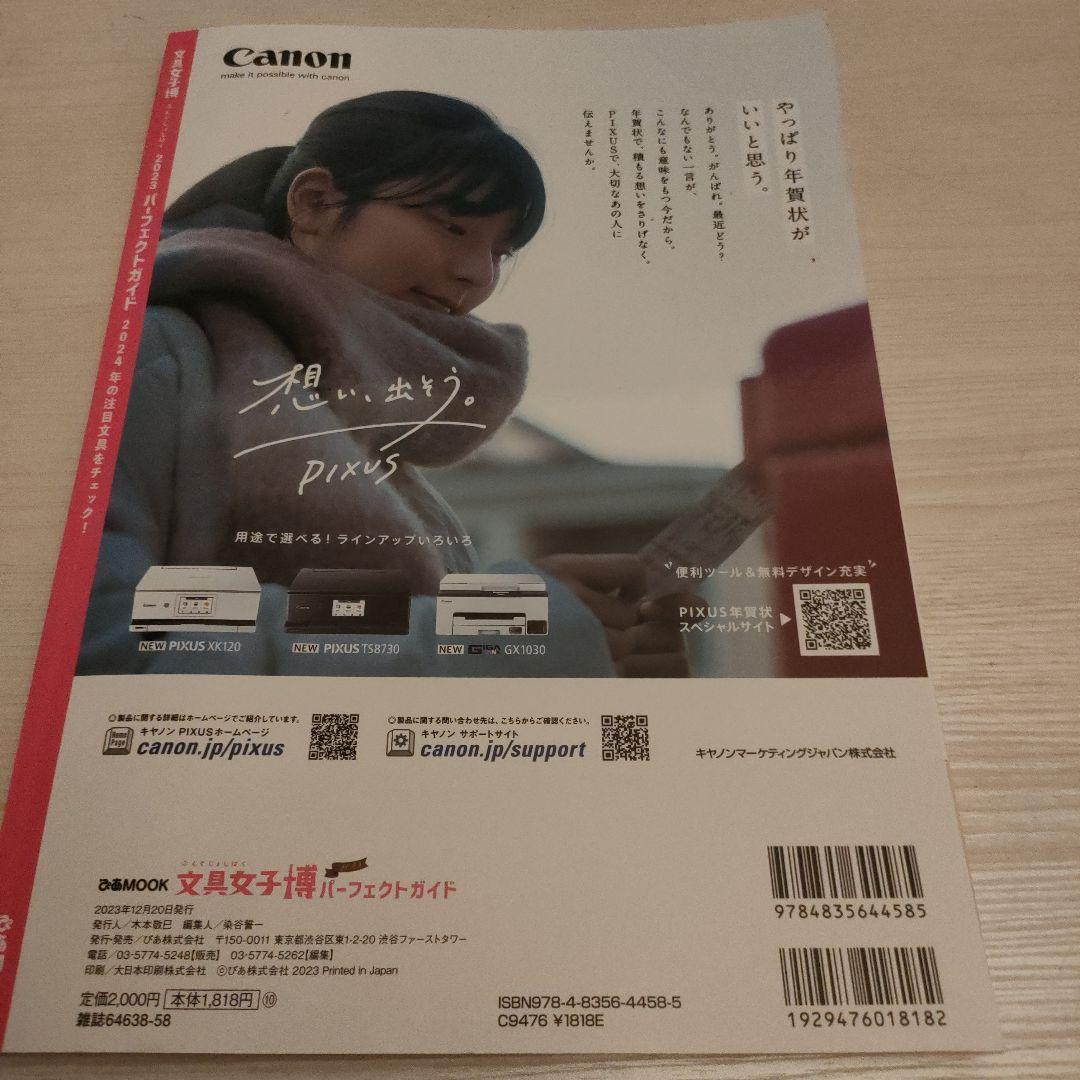 Canon
make it possible with canon
やっぱり年賀状が、
いいと思う。
ありがとう。がんばれ。最近どう?
なんでもない一言が、
こんなにも意味をもつ今だから。
年賀状で、積もる想いをさりげなく。
PIXUSで、大切なあの人に
伝えませんか。
想い、出そう。
PIXUS
用途で選べる!ラインアップいろいろ
NEW PIXUS XK120
NEW PIXUS TS8730
NEW GIGA GX1030
便利ツール&無料デザイン充実
PIXUS年賀状
スペシャルサイト
◎製品に関する詳細はホームページでご紹介しています。
Home Page
キヤノン PIXUSホームページ
canon.jp/pixus
◎製品に関する問い合わせ先は、こちらからご確認ください。
キヤノン サポートサイト
canon.jp/support
キヤノンマーケティングジャパン株式会社
ぶんぐじょしはく
ぴあMOOK 文具女子博 パーフェクトガイド
2023年12月20日発行
発行人/木本敬巳 編集人/染谷誓一
発行・発売/ぴあ株式会社 〒150-0011 東京都渋谷区東1-2-20 渋谷ファーストタワー
電話/03-5774-5248【販売】 03-5774-5262【編集】
印刷/大日本印刷株式会社 ©ぴあ株式会社 2023 Printed in Japan
定価2,000円 本体1,818円 ⑩
雑誌64638-58
ISBN978-4-8356-4458-5
C9476 ¥1818E
9784835644585
1929476018182
文具女子博 ぶんぐじょしはく 2023 パーフェクトガイド 2024年の注目文具をチェック!